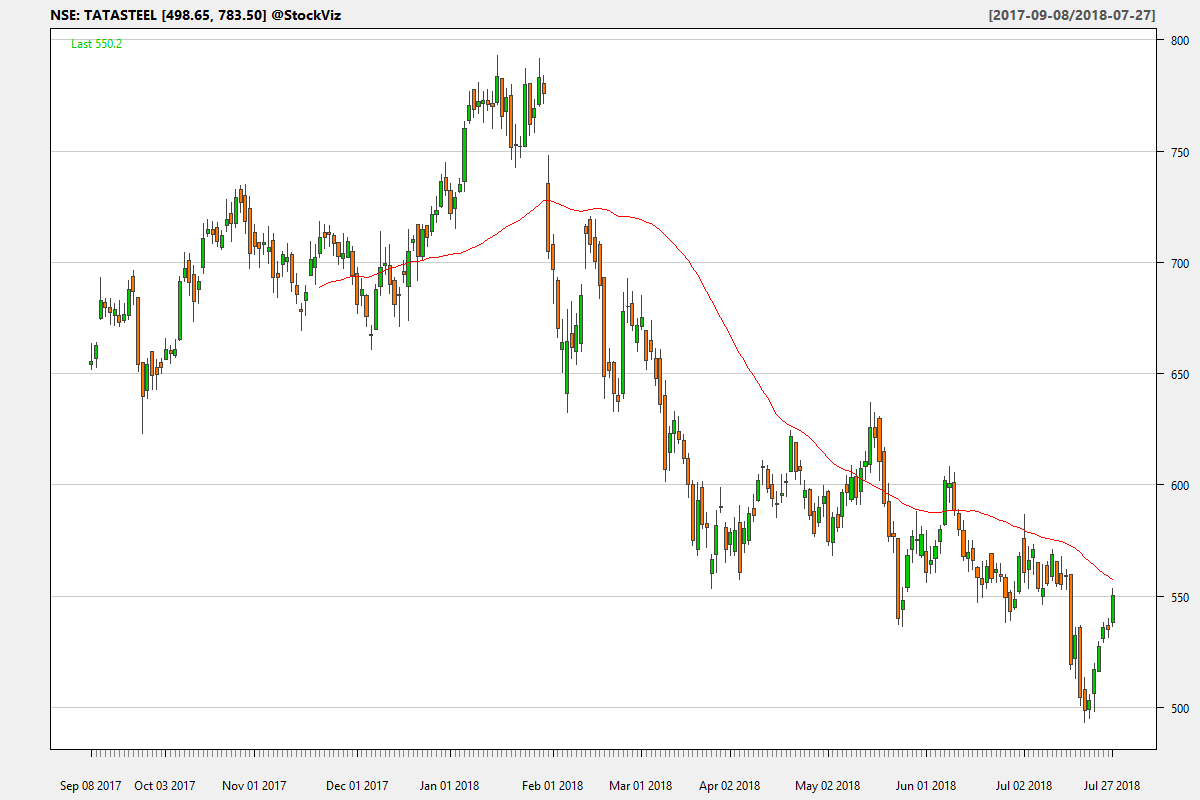 NSE: TATASTEEL [498.65, 783.50] @StockViz
[2017-09-08/2018-07-27]
Last 550.2
800
750
700
650
600
550
500
Sep 08 2017 Oct 03 2017 Nov 01 2017 Dec 01 2017 Jan 01 2018 Feb 01 2018 Mar 01 2018 Apr 02 2018 May 02 2018 Jun 01 2018 Jul 02 2018 Jul 27 2018